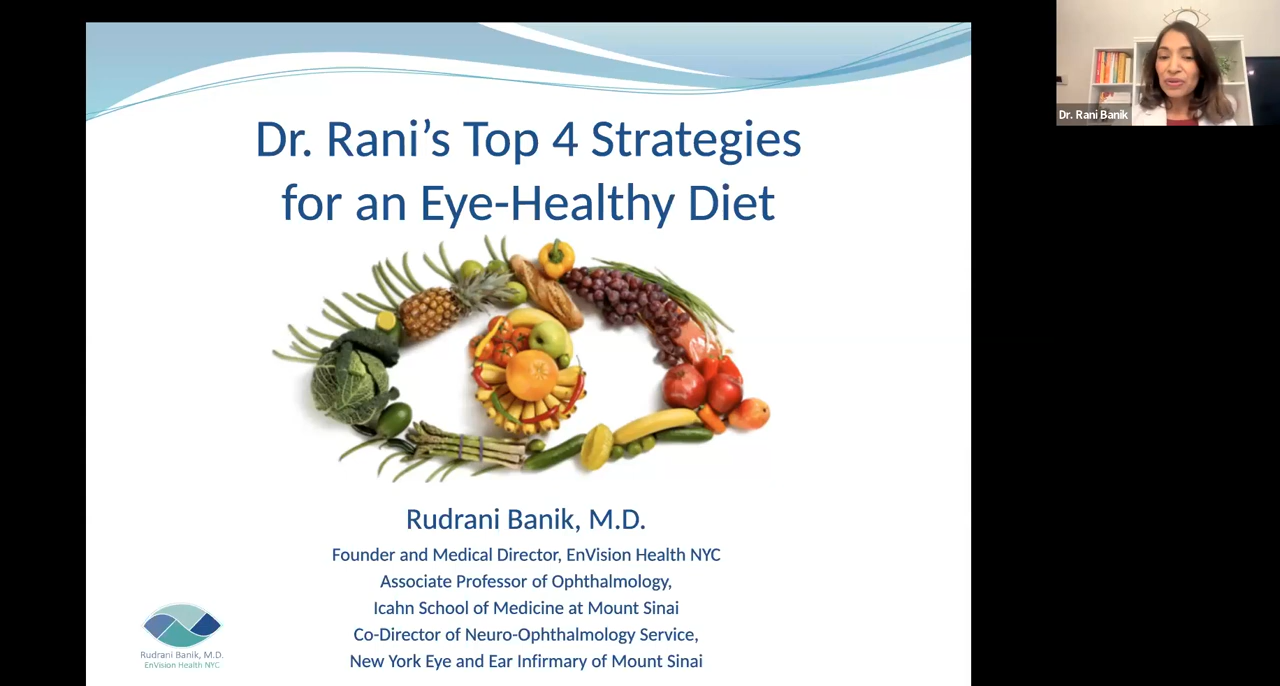 Dr. Rani's Top 4 Strategies
for an Eye-Healthy Diet
Rudrani Banik, M.D.
Founder and Medical Director, EnVision Health NYC
Associate Professor of Ophthalmology,
Icahn School of Medicine at Mount Sinai
Co-Director of Neuro-Ophthalmology Service,
New York Eye and Ear Infirmary of Mount Sinai
Rudrani Banik, M.D.
EnVision Health NYC
Dr. Rani Banik